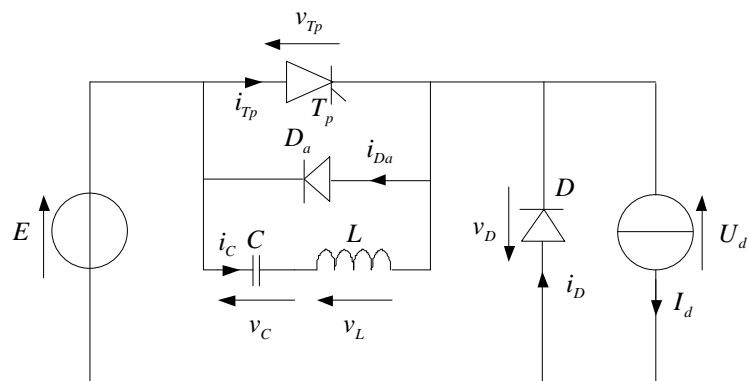 v_Tp
i_Tp
T_p
D_a
i_Da
E
i_C
C
L
v_C
v_L
v_D
D
i_D
U_d
I_d